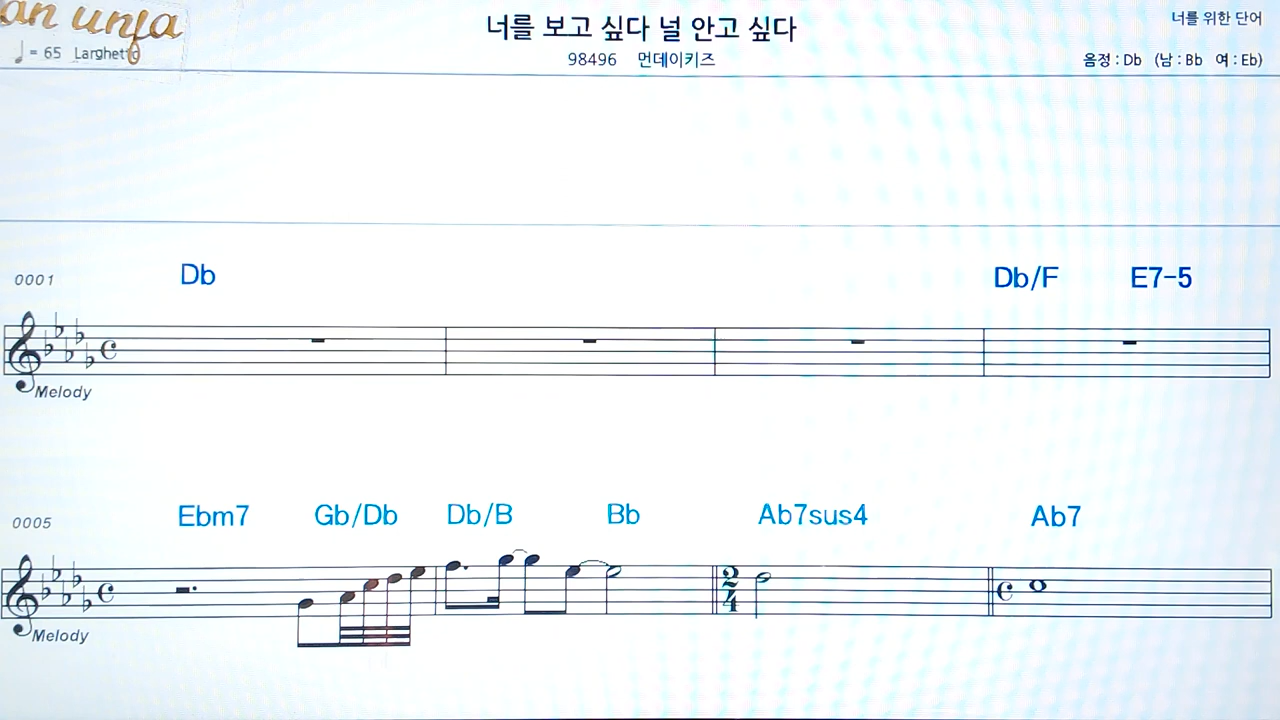 너를 보고 싶다 널 안고 싶다
너를 위한 단어
♩= 65 Larghetto
98496 먼데이키즈
음정 : Db (남 : Bb 여 : Eb)
0001 Db Db/F E7-5
Melody
0005 Ebm7 Gb/Db Db/B Bb Ab7sus4 Ab7
2
4
Melody